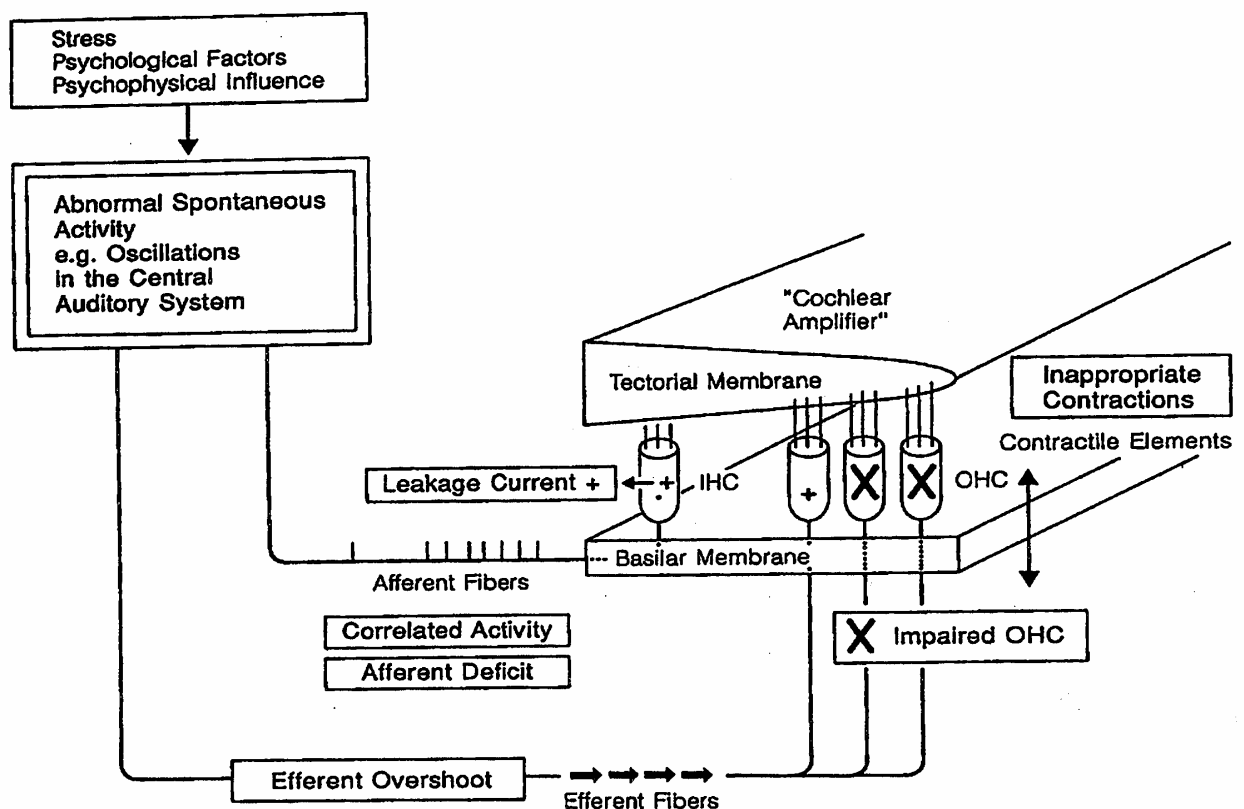 Stress
Psychological Factors
Psychophysical Influence
Abnormal Spontaneous
Activity
e.g. Oscillations
in the Central
Auditory System
"Cochlear
Amplifier"
Tectorial Membrane
Inappropriate
Contractions
Contractile Elements
Leakage Current +
+
-
IHC
+
X
X
OHC
Basilar Membrane
Afferent Fibers
Correlated Activity
Afferent Deficit
X Impaired OHC
Efferent Overshoot
Efferent Fibers